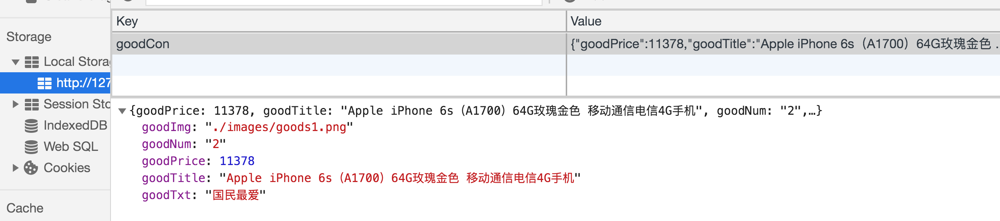 Key
Value
Storage
goodCon
{"goodPrice":11378,"goodTitle":"Apple iPhone 6s（A1700）64G玫瑰金色 .
Local Storag
http://127
Session Sto
IndexedDB
Web SQL
Cookies
Cache
{goodPrice: 11378, goodTitle: "Apple iPhone 6s（A1700）64G玫瑰金色 移动通信电信4G手机", goodNum: "2",…}
goodImg: "./images/goods1.png"
goodNum: "2"
goodPrice: 11378
goodTitle: "Apple iPhone 6s（A1700）64G玫瑰金色 移动通信电信4G手机"
goodTxt: "国民最爱"